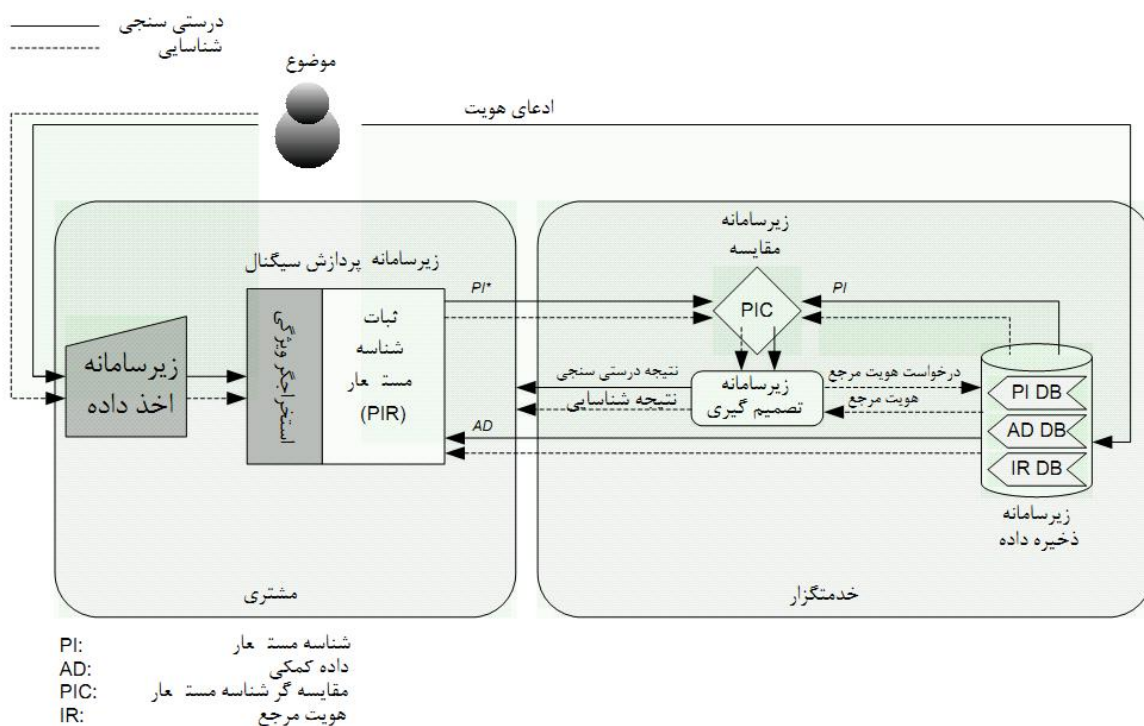 درستی سنجی
شناسایی
موضوع
ادعای هویت
زیرسامانه
مقایسه
زیرسامانه پردازش سیگنال
PI*
PI
PIC
ثبات
شناسه
مستعار
(PIR)
استخراجگر ویژگی
زیرسامانه
اخذ داده
نتیجه درستی سنجی
نتیجه شناسایی
زیرسامانه
تصمیم گیری
درخواست هویت مرجع
هویت مرجع
AD
PI DB
AD DB
IR DB
زیرسامانه
ذخیره داده
مشتری
خدمتگزار
PI: شناسه مستعار
AD: داده کمکی
PIC: مقایسه گر شناسه مستعار
IR: هویت مرجع